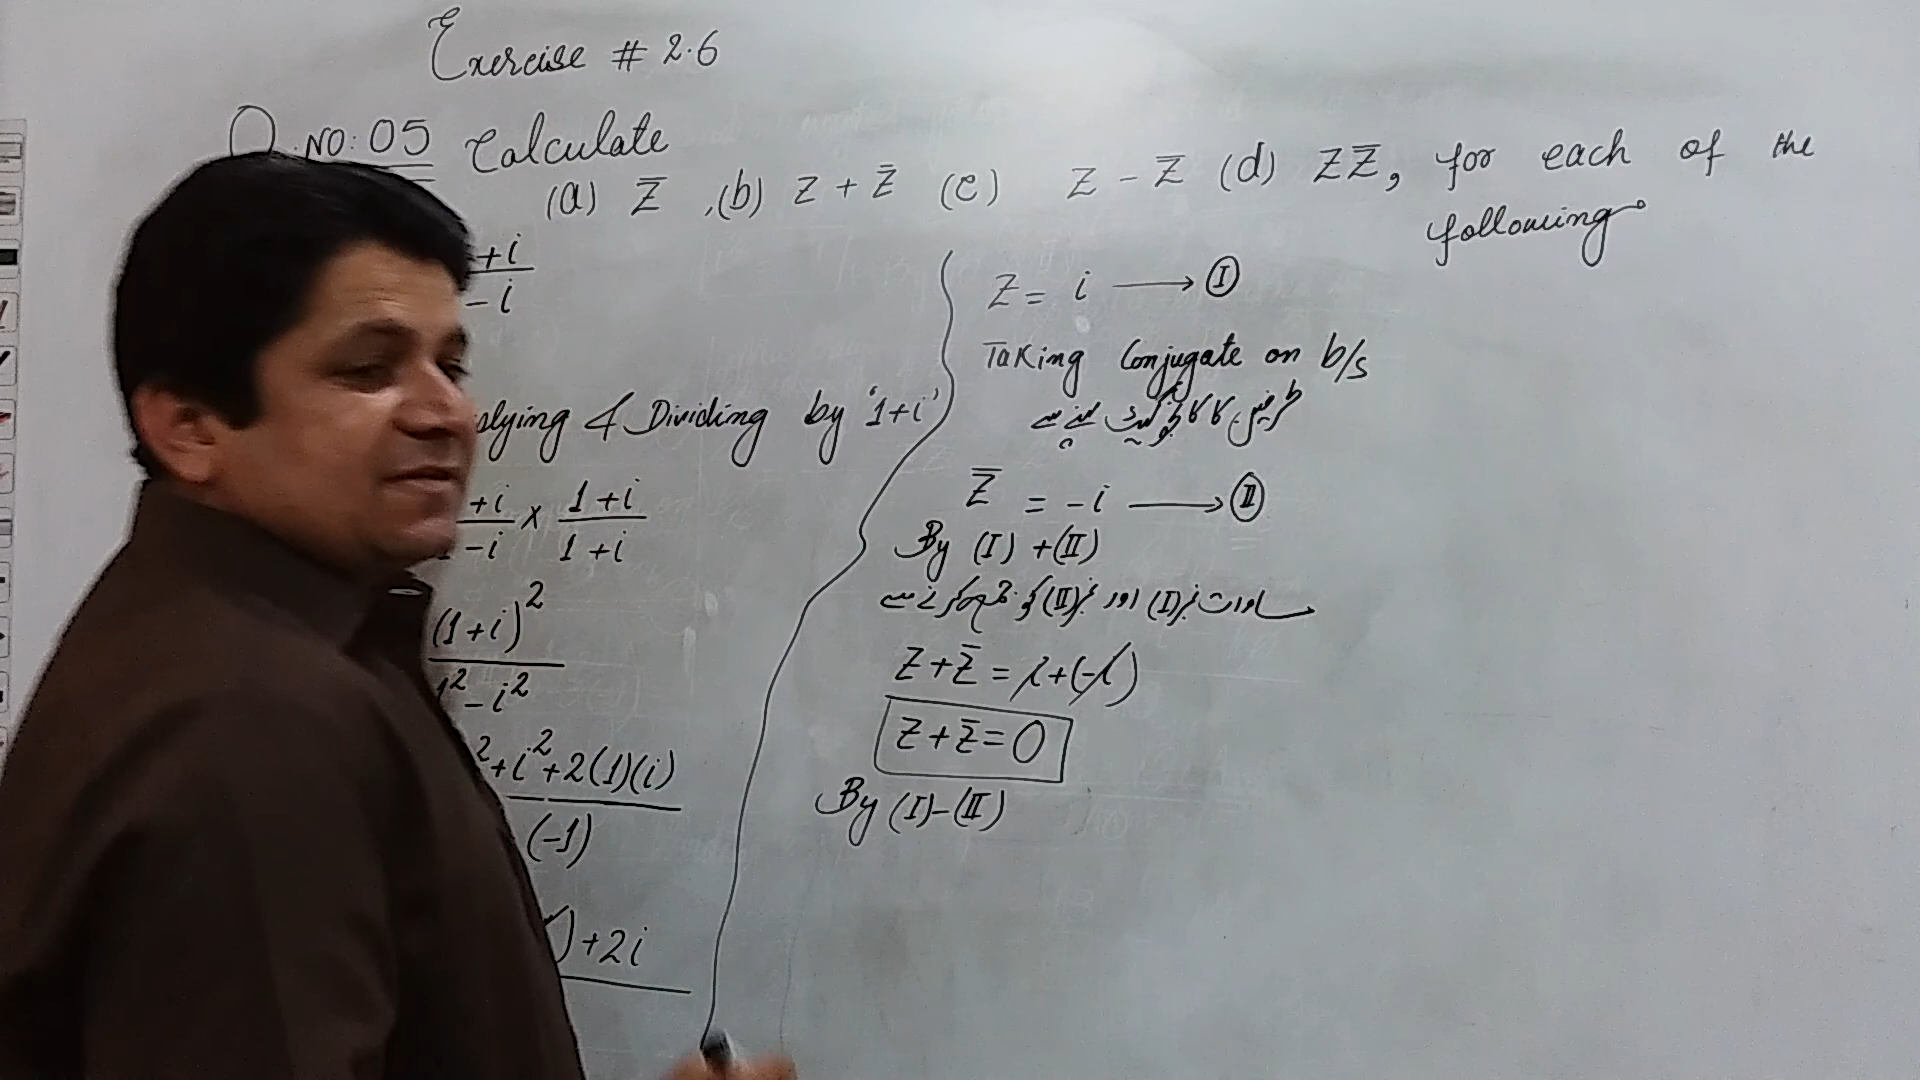 Exercise # 2.6
Q.NO: 05 Calculate
(a) z̄ ,(b) z + z̄ (c) z - z̄ (d) zz̄, for each of the
following
+i
-i
plying & Dividing by '1+i'
+i/1-i × 1+i/1+i
(1+i)²
1²-i²
²+i²+2(1)(i)
(-1)
)+2i
z = i → (I)
Taking Conjugate on b/s
z̄ = -i → (II)
By (I) +(II)
z+z̄ = i+(-i)
z+z̄=0
By (I)-(II)